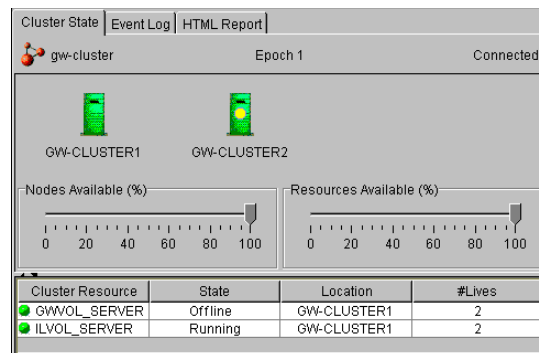 Cluster State Event Log HTML Report
gw-cluster Epoch 1 Connected
GW-CLUSTER1 GW-CLUSTER2
Nodes Available (%) Resources Available (%)
0 20 40 60 80 100 0 20 40 60 80 100
Cluster Resource State Location #Lives
GWVOL_SERVER Offline GW-CLUSTER1 2
ILVOL_SERVER Running GW-CLUSTER1 2